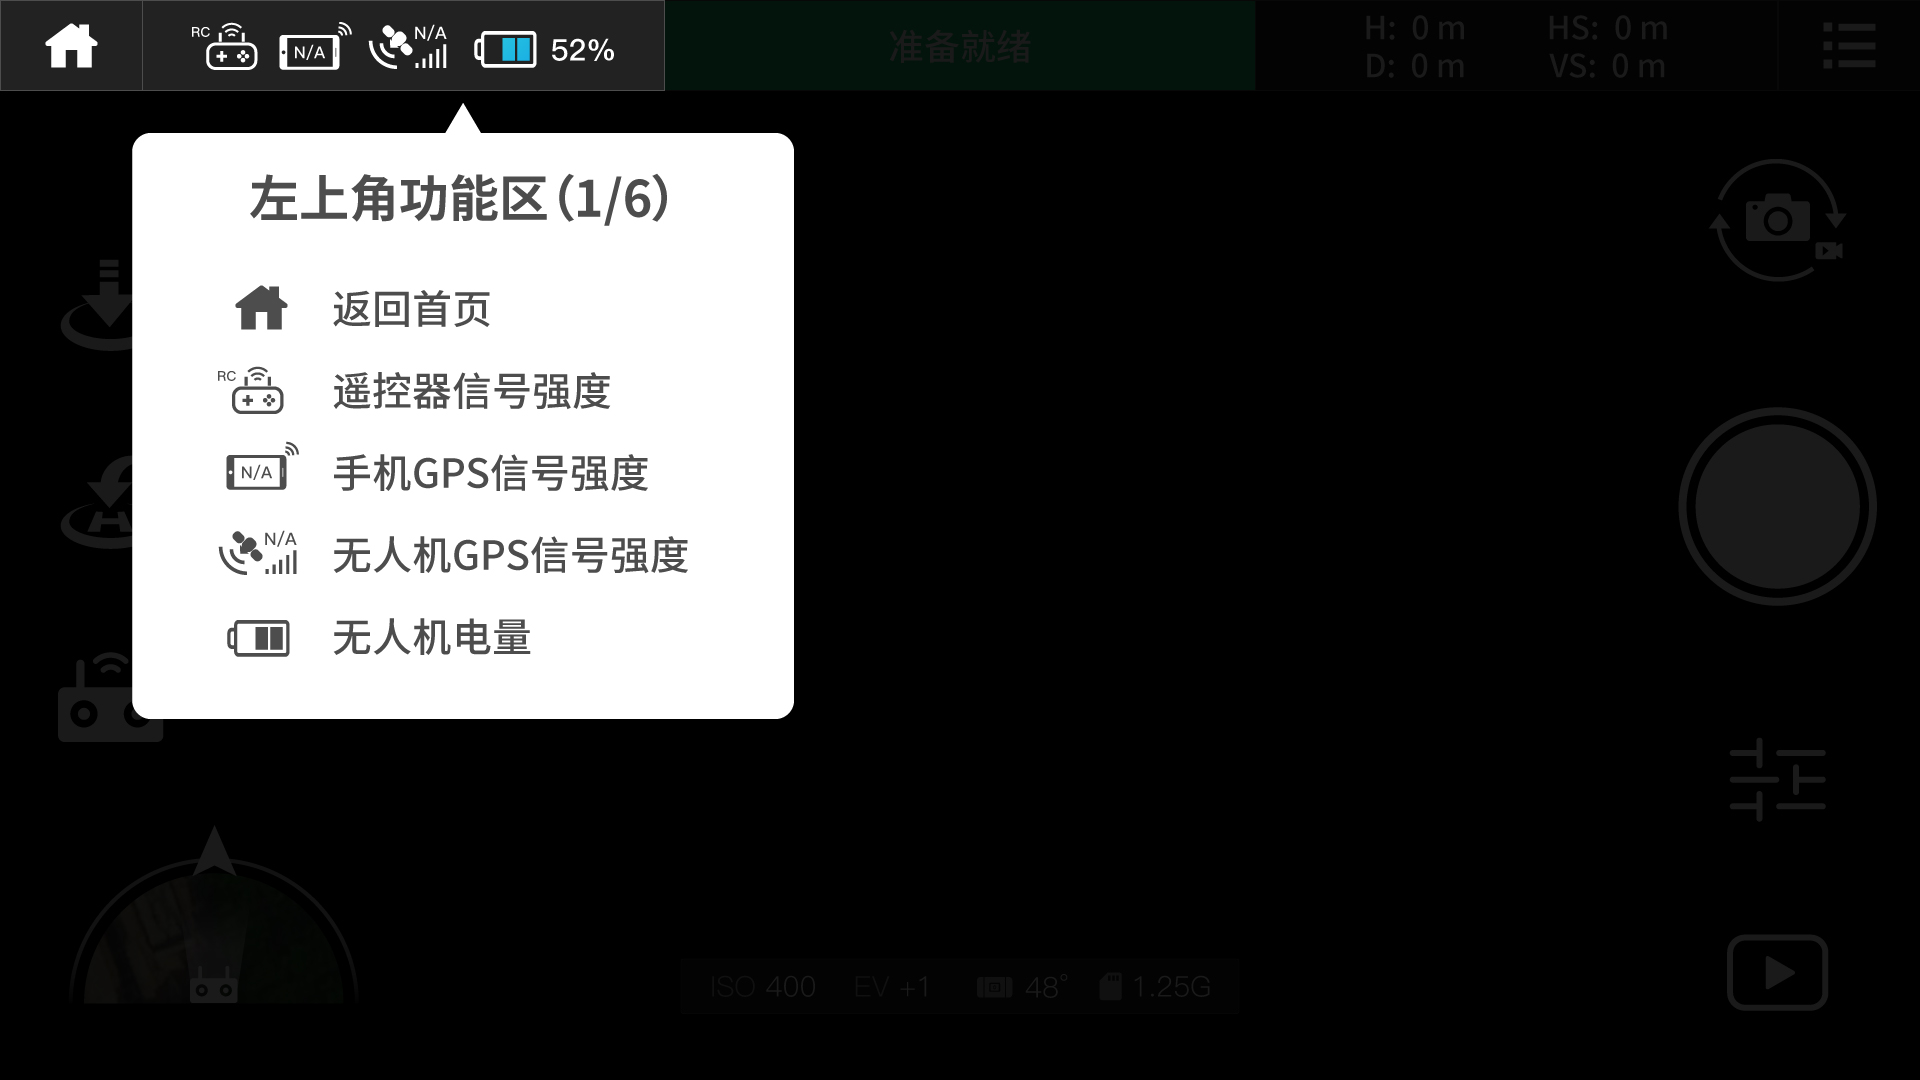 RC N/A N/A 52%
准备就绪
H: 0 m HS: 0 m
D: 0 m VS: 0 m
左上角功能区(1/6)
返回首页
RC 遥控器信号强度
N/A 手机GPS信号强度
N/A 无人机GPS信号强度
无人机电量
ISO 400 EV +1 48° 1.25G